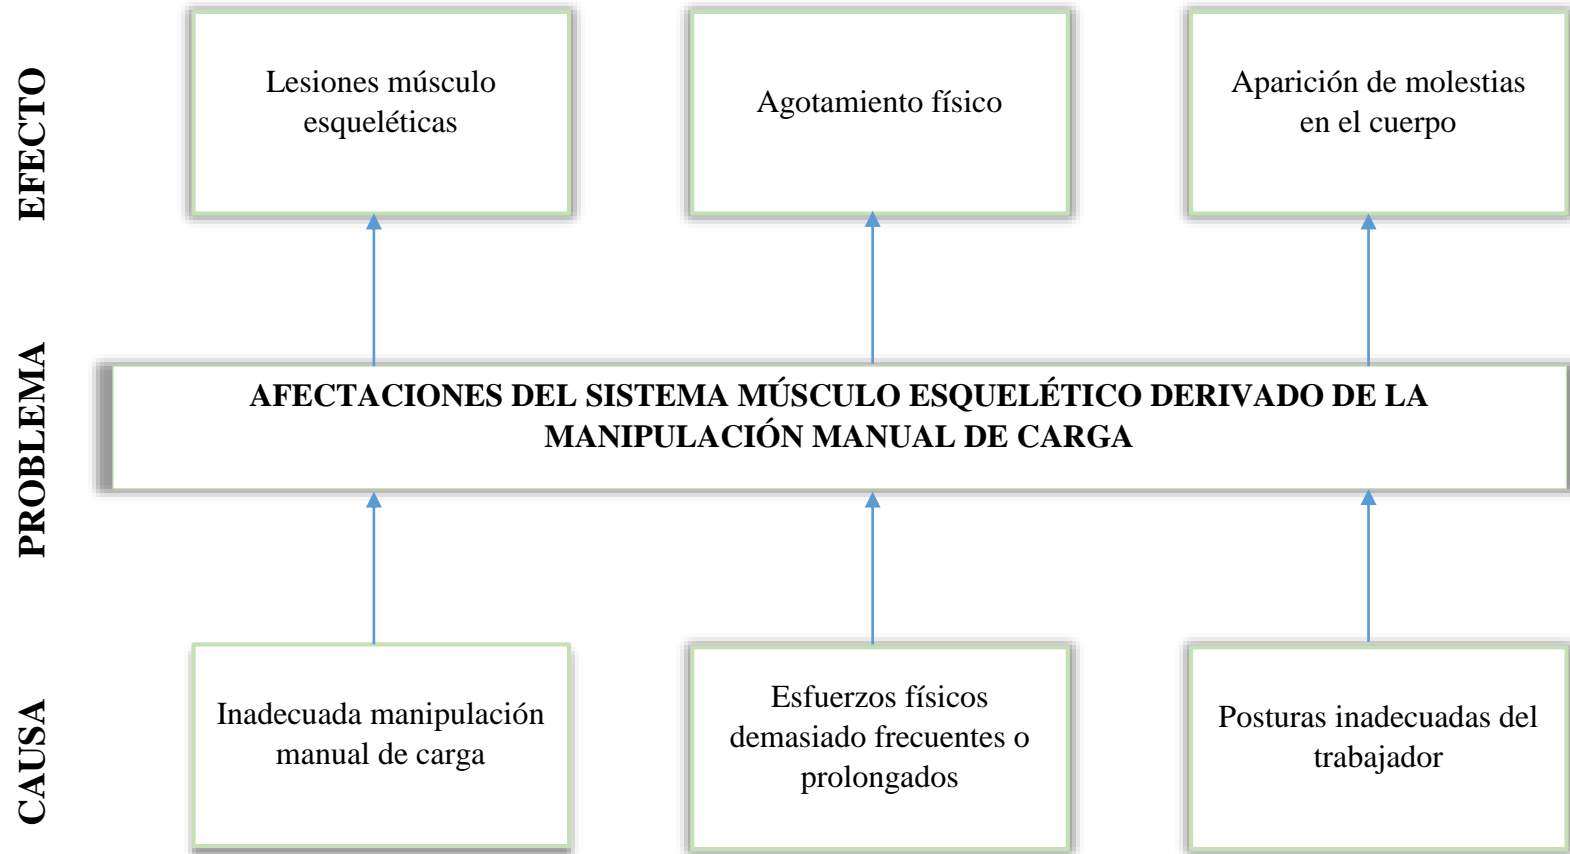 EFECTO
Lesiones músculo
esqueléticas
Agotamiento físico
Aparición de molestias
en el cuerpo
PROBLEMA
AFECTACIONES DEL SISTEMA MÚSCULO ESQUELÉTICO DERIVADO DE LA
MANIPULACIÓN MANUAL DE CARGA
CAUSA
Inadecuada manipulación
manual de carga
Esfuerzos físicos
demasiado frecuentes o
prolongados
Posturas inadecuadas del
trabajador